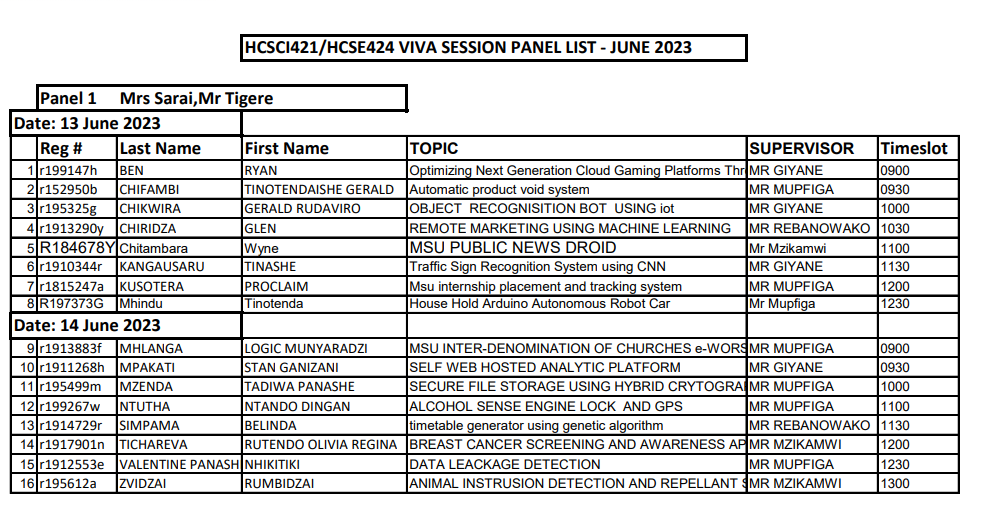 HCSCI421/HCSE424 VIVA SESSION PANEL LIST - JUNE 2023
Panel 1 Mrs Sarai,Mr Tigere
Date: 13 June 2023
Reg # Last Name First Name TOPIC SUPERVISOR Timeslot
1 r199147h BEN RYAN Optimizing Next Generation Cloud Gaming Platforms Thr MR GIYANE 0900
2 r152950b CHIFAMBI TINOTENDAISHE GERALD Automatic product void system MR MUPFIGA 0930
3 r195325g CHIKWIRA GERALD RUDAVIRO OBJECT RECOGNISITION BOT USING iot MR GIYANE 1000
4 r1913290y CHIRIDZA GLEN REMOTE MARKETING USING MACHINE LEARNING MR REBANOWAKO 1030
5 R184678Y Chitambara Wyne MSU PUBLIC NEWS DROID Mr Mzikamwi 1100
6 r1910344r KANGAUSARU TINASHE Traffic Sign Recognition System using CNN MR GIYANE 1130
7 r1815247a KUSOTERA PROCLAIM Msu internship placement and tracking system MR MUPFIGA 1200
8 R197373G Mhindu Tinotenda House Hold Arduino Autonomous Robot Car Mr Mupfiga 1230
Date: 14 June 2023
9 r1913883f MHLANGA LOGIC MUNYARADZI MSU INTER-DENOMINATION OF CHURCHES e-WORS MR MUPFIGA 0900
10 r1911268h MPAKATI STAN GANIZANI SELF WEB HOSTED ANALYTIC PLATFORM MR GIYANE 0930
11 r195499m MZENDA TADIWA PANASHE SECURE FILE STORAGE USING HYBRID CRYTOGRA MR MUPFIGA 1000
12 r199267w NTUTHA NTANDO DINGAN ALCOHOL SENSE ENGINE LOCK AND GPS MR MUPFIGA 1100
13 r1914729r SIMPAMA BELINDA timetable generator using genetic algorithm MR REBANOWAKO 1130
14 r1917901n TICHAREVA RUTENDO OLIVIA REGINA BREAST CANCER SCREENING AND AWARENESS AP MR MZIKAMWI 1200
15 r1912553e VALENTINE PANASH NHIKITIKI DATA LEACKAGE DETECTION MR MUPFIGA 1230
16 r195612a ZVIDZAI RUMBIDZAI ANIMAL INSTRUSION DETECTION AND REPELLANT S MR MZIKAMWI 1300